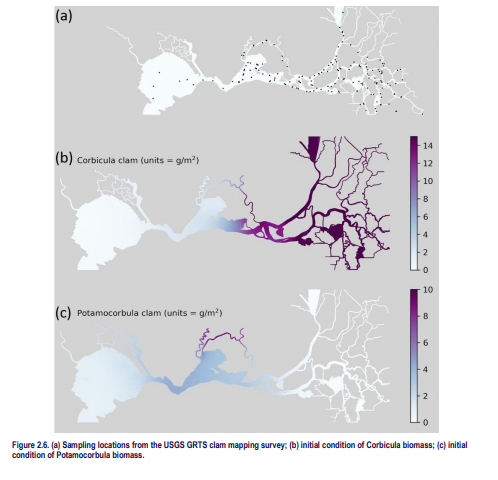 (a)
(b) Corbicula clam (units = g/m²)
14
12
10
8
6
4
2
0
(c) Potamocorbula clam (units = g/m²)
10
8
6
4
2
0
Figure 2.6. (a) Sampling locations from the USGS GRTS clam mapping survey; (b) initial condition of Corbicula biomass; (c) initial
condition of Potamocorbula biomass.